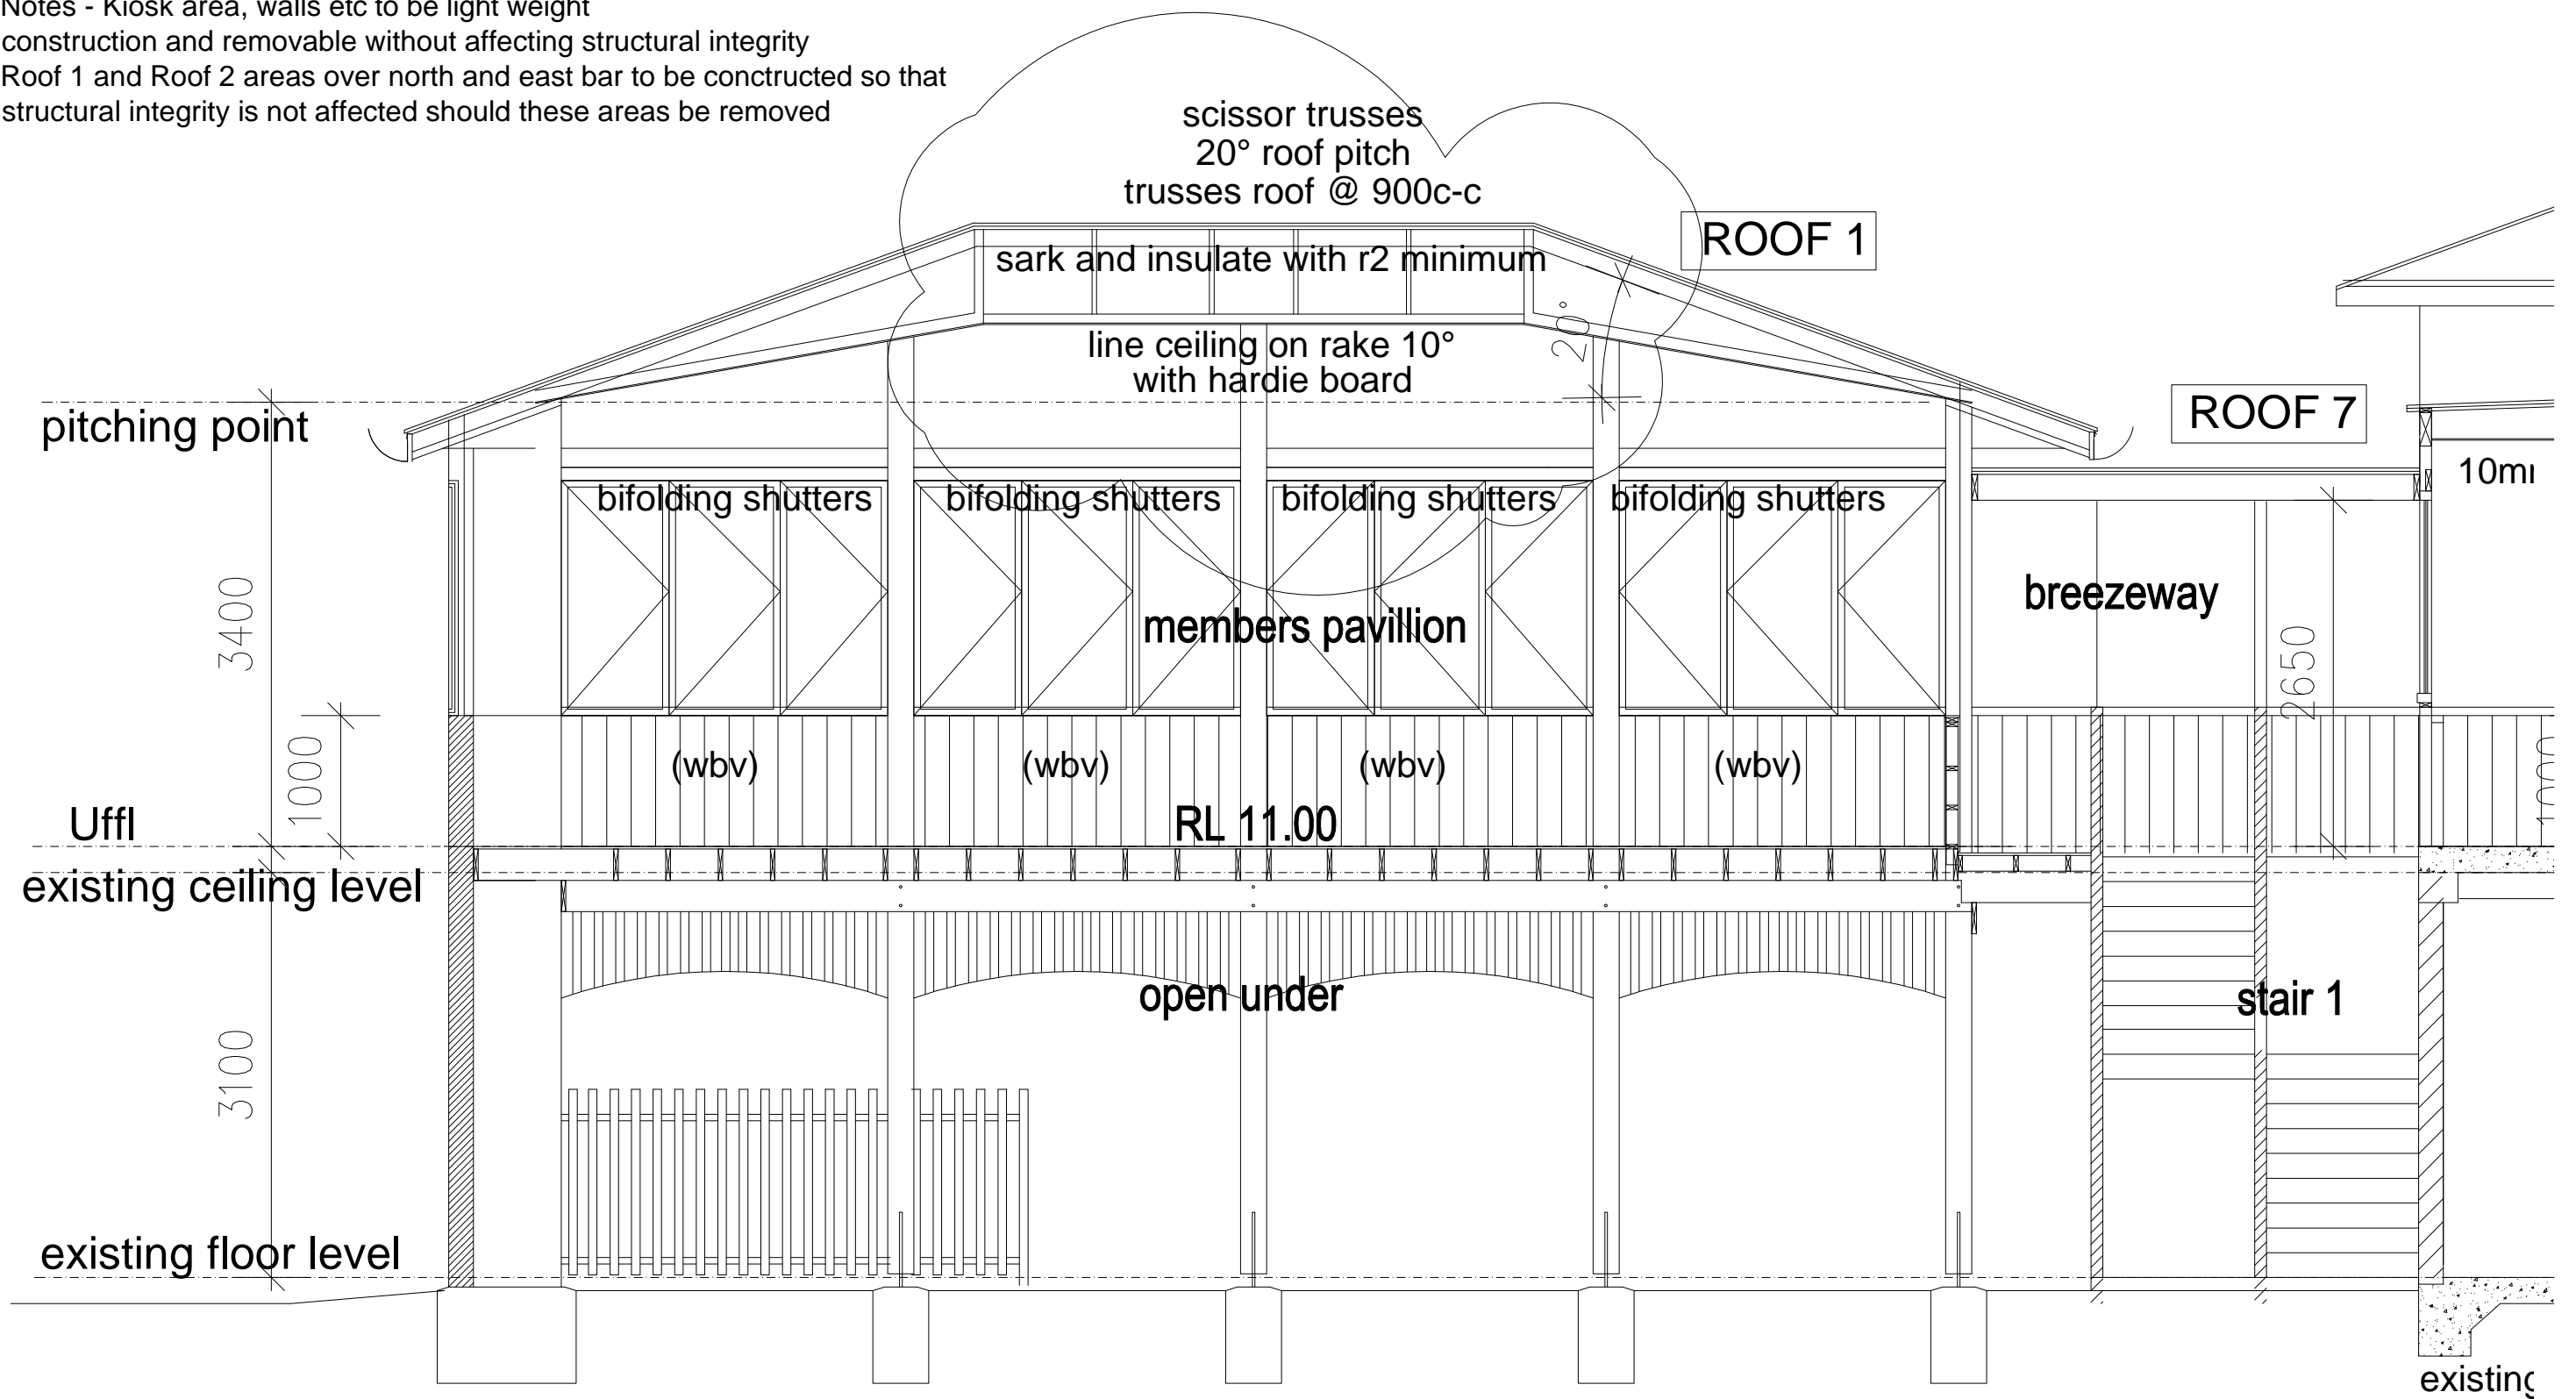 Notes - Kiosk area, walls etc to be light weight
construction and removable without affecting structural integrity
Roof 1 and Roof 2 areas over north and east bar to be conctructed so that
structural integrity is not affected should these areas be removed
scissor trusses
20° roof pitch
trusses roof @ 900c-c
ROOF 1
sark and insulate with r2 minimum
20°
line ceiling on rake 10°
with hardie board
pitching point
ROOF 7
bifolding shutters
bifolding shutters
bifolding shutters
bifolding shutters
3400
members pavillion
breezeway
2650
1000
(wbv)
(wbv)
(wbv)
(wbv)
1000
Uffl
RL 11.00
existing ceiling level
open under
stair 1
3100
existing floor level
existing